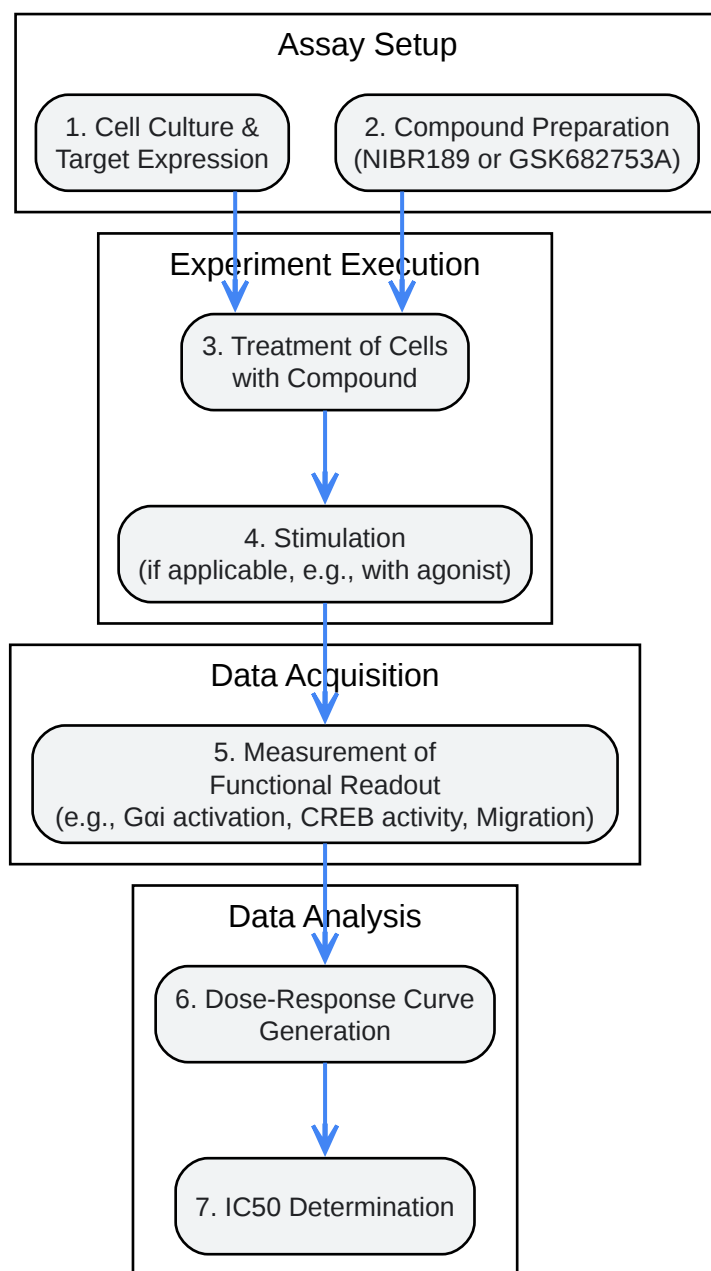 Assay Setup
1. Cell Culture &
Target Expression
2. Compound Preparation
(NIBR189 or GSK682753A)
Experiment Execution
3. Treatment of Cells
with Compound
4. Stimulation
(if applicable, e.g., with agonist)
Data Acquisition
5. Measurement of
Functional Readout
(e.g., Gαi activation, CREB activity, Migration)
Data Analysis
6. Dose-Response Curve
Generation
7. IC50 Determination